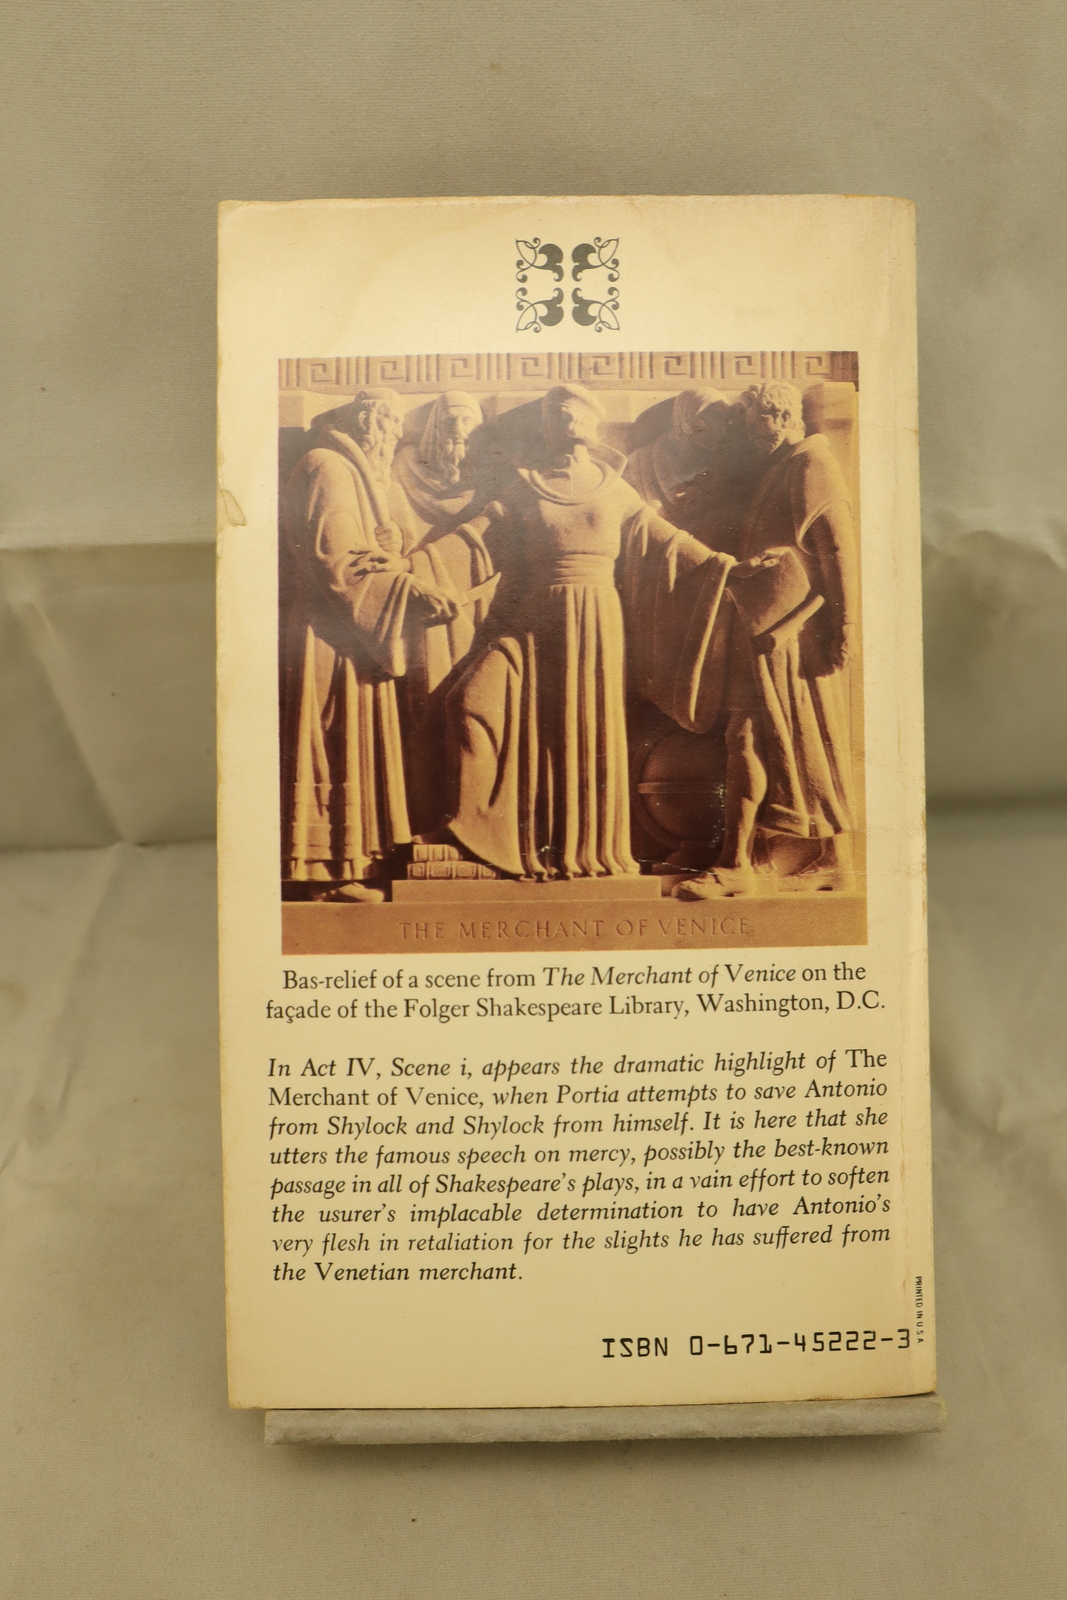 THE MERCHANT OF VENICE
Bas-relief of a scene from The Merchant of Venice on the
façade of the Folger Shakespeare Library, Washington, D.C.
In Act IV, Scene i, appears the dramatic highlight of The
Merchant of Venice, when Portia attempts to save Antonio
from Shylock and Shylock from himself. It is here that she
utters the famous speech on mercy, possibly the best-known
passage in all of Shakespeare's plays, in a vain effort to soften
the usurer's implacable determination to have Antonio's
very flesh in retaliation for the slights he has suffered from
the Venetian merchant.
ISBN 0-671-45222-3
PRINTED IN U S A